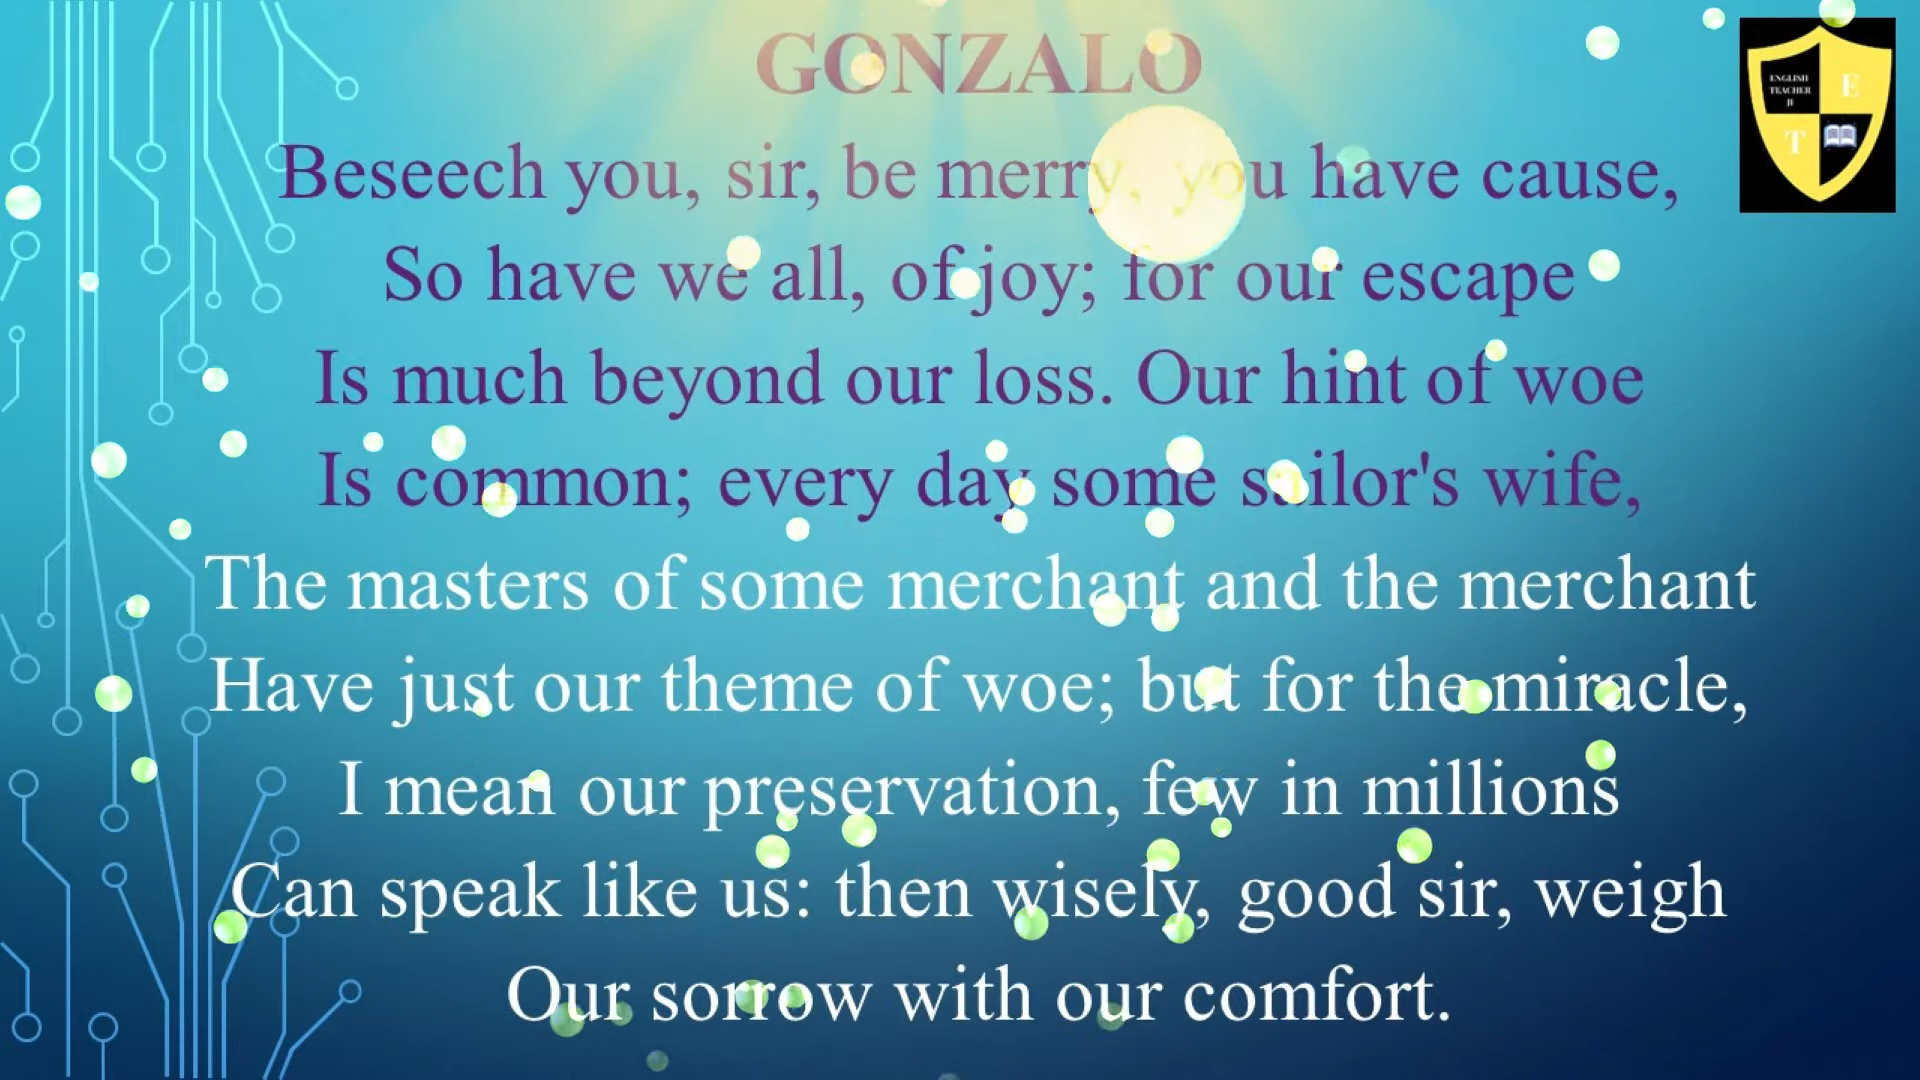 GONZALO
Beseech you, sir, be merry, you have cause,
So have we all, of joy; for our escape
Is much beyond our loss. Our hint of woe
Is common; every day some sailor's wife,
The masters of some merchant and the merchant
Have just our theme of woe; but for the miracle,
I mean our preservation, few in millions
Can speak like us: then wisely, good sir, weigh
Our sorrow with our comfort.
ENGLISH
TEACHER
JI
E
T